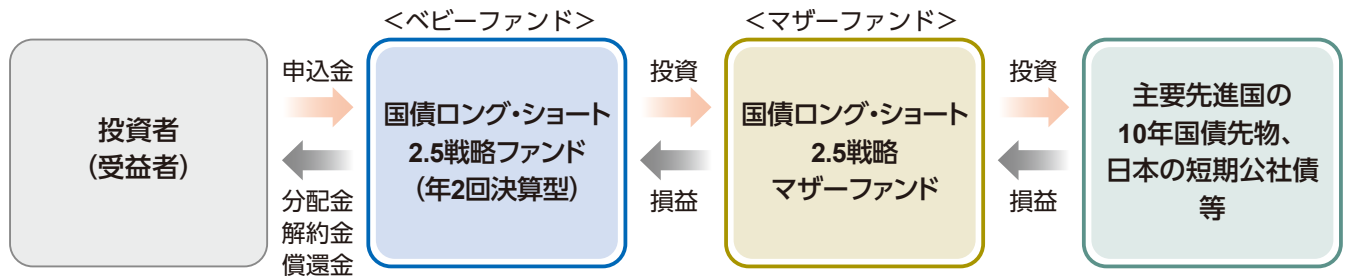 ＜ベビーファンド＞
＜マザーファンド＞
投資者
（受益者）
申込金
分配金
解約金
償還金
国債ロング・ショート
2.5戦略ファンド
（年2回決算型）
投資
損益
国債ロング・ショート
2.5戦略
マザーファンド
投資
損益
主要先進国の
10年国債先物、
日本の短期公社債
等